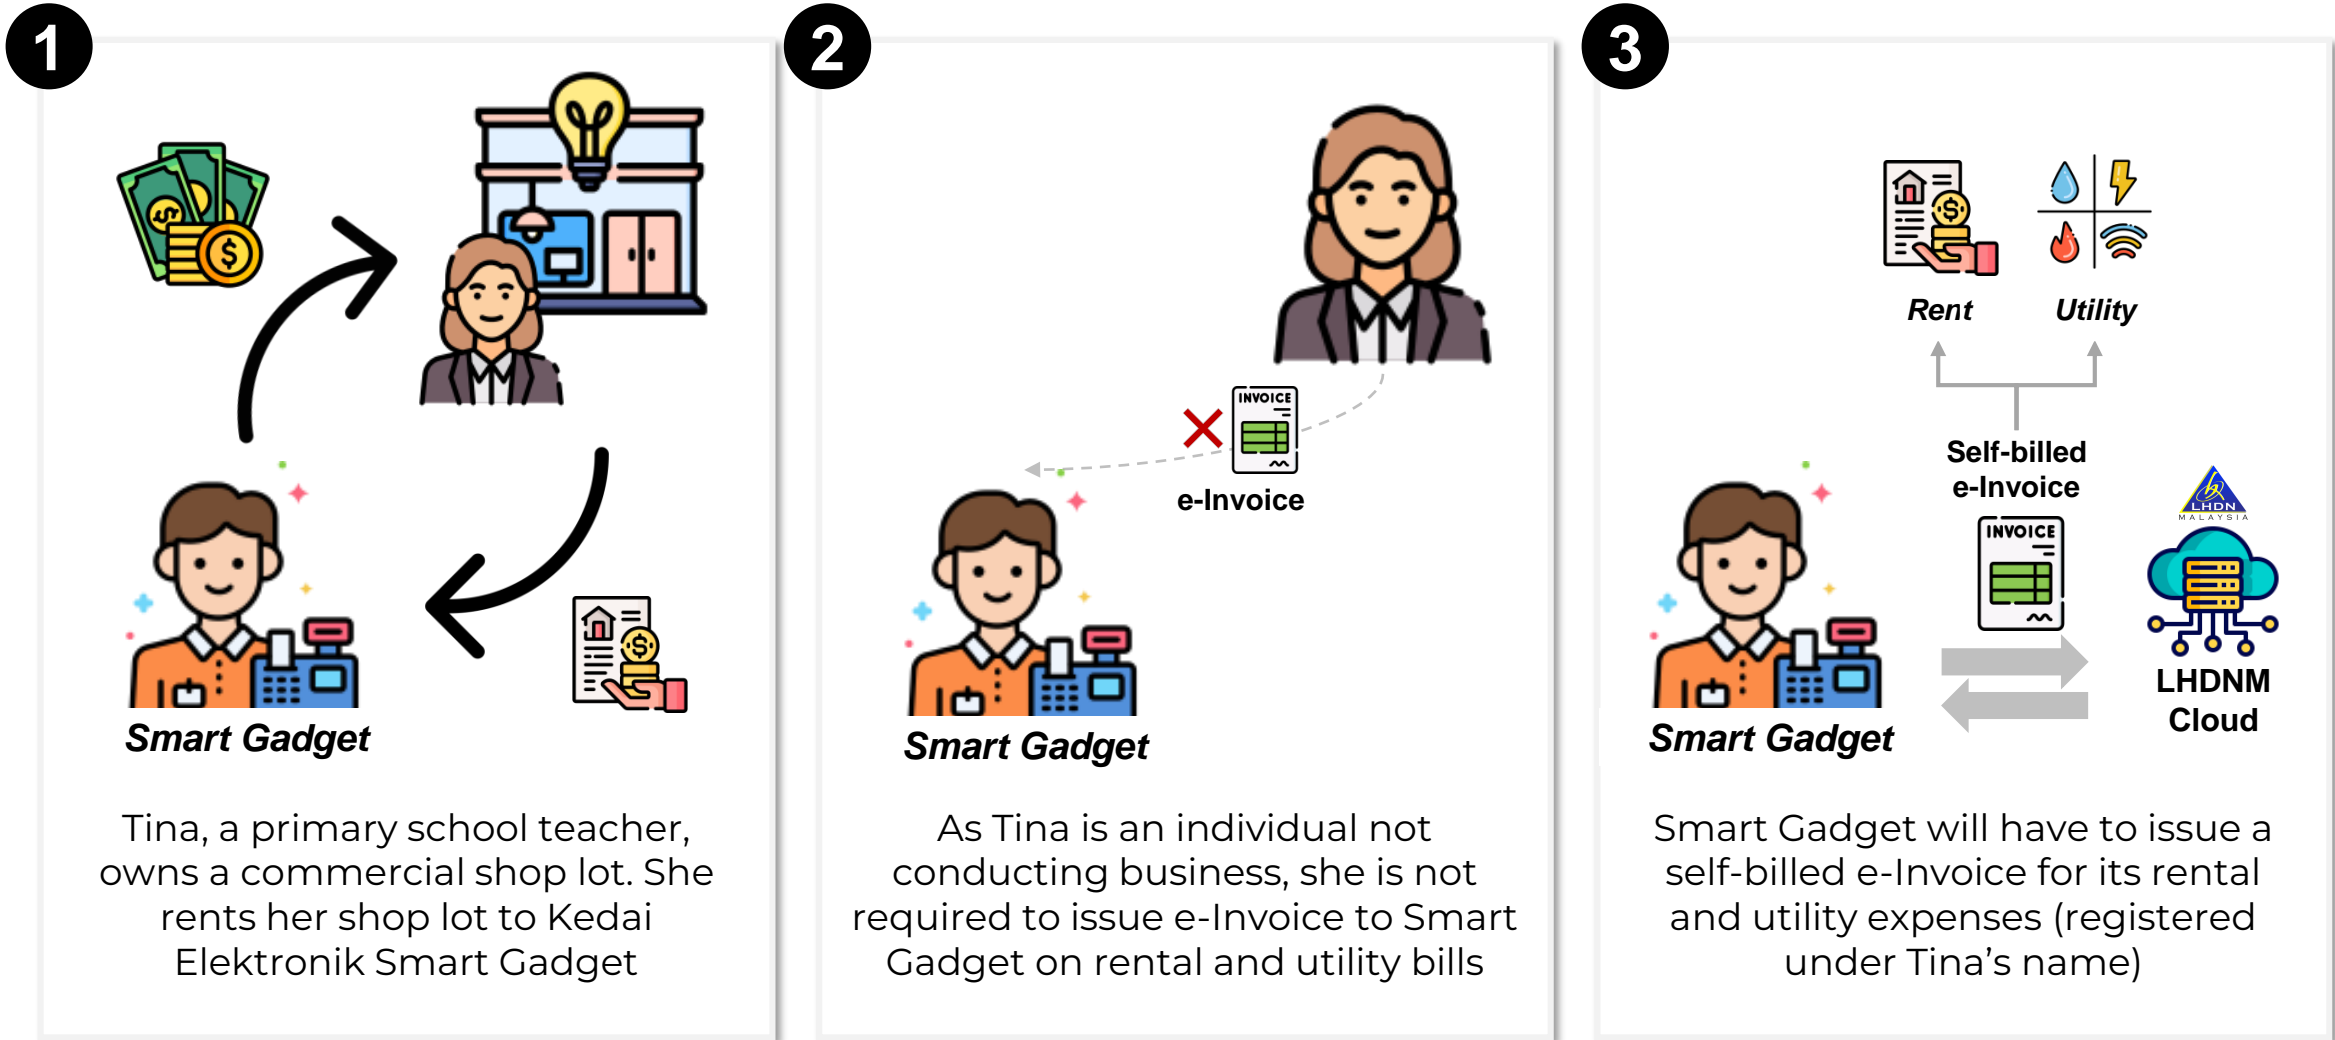 1
Smart Gadget
Tina, a primary school teacher,
owns a commercial shop lot. She
rents her shop lot to Kedai
Elektronik Smart Gadget
2
INVOICE
e-Invoice
Smart Gadget
As Tina is an individual not
conducting business, she is not
required to issue e-Invoice to Smart
Gadget on rental and utility bills
3
Rent
Utility
Self-billed
e-Invoice
INVOICE
LHDN
MALAYSIA
LHDNM
Cloud
Smart Gadget
Smart Gadget will have to issue a
self-billed e-Invoice for its rental
and utility expenses (registered
under Tina’s name)